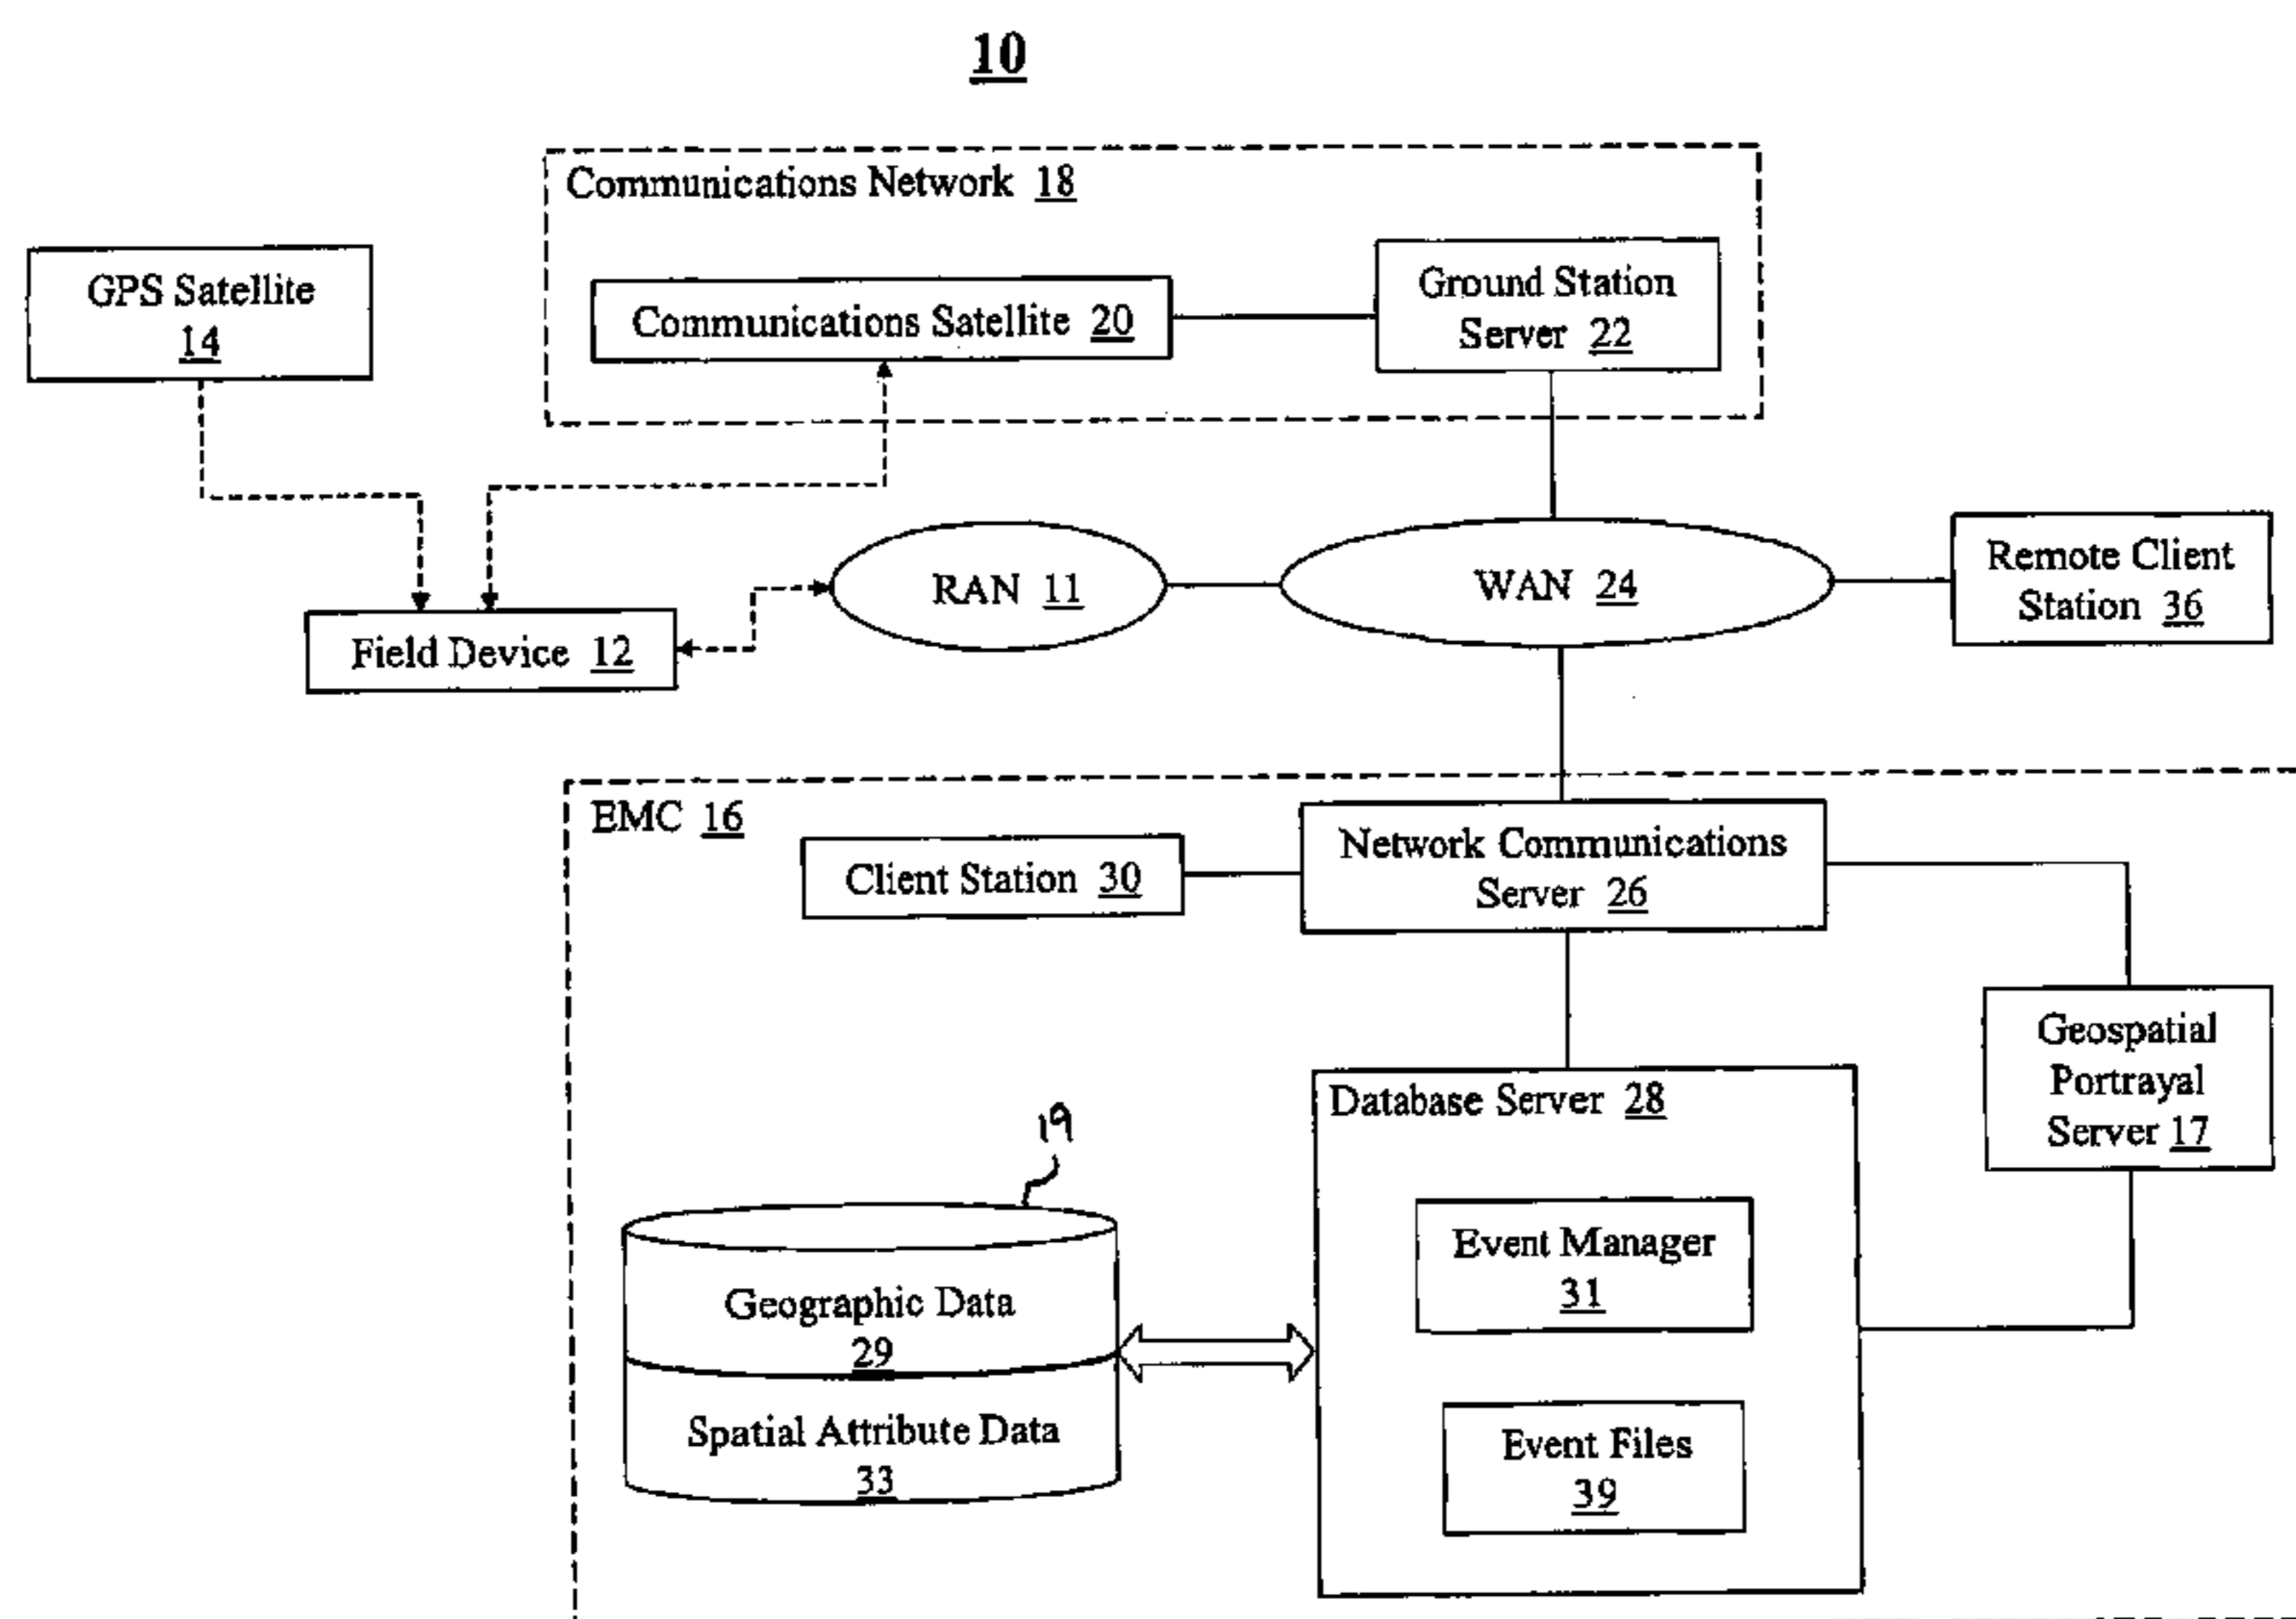 10
Communications Network 18
GPS Satellite
14
Communications Satellite 20
Ground Station
Server 22
RAN 11
WAN 24
Remote Client
Station 36
Field Device 12
EMC 16
Client Station 30
Network Communications
Server 26
Geospatial
Portrayal
Server 17
Database Server 28
19
Event Manager
31
Geographic Data
29
Spatial Attribute Data
33
Event Files
39